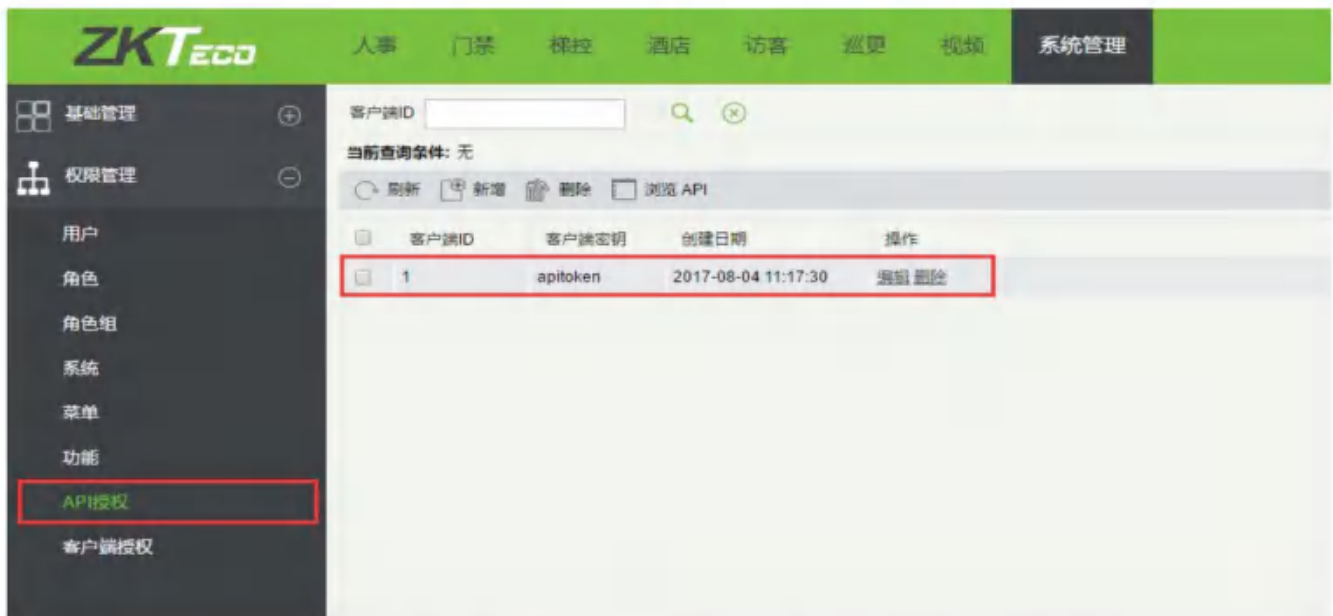 ZKTECO
人事 门禁 梯控 酒店 访客 巡更 视频 系统管理
基础管理
权限管理
用户
角色
角色组
系统
菜单
功能
API授权
客户端授权
客户端ID
当前查询条件: 无
刷新 新增 删除 浏览 API
客户端ID 客户端密钥 创建日期 操作
1 apitoken 2017-08-04 11:17:30 编辑 删除